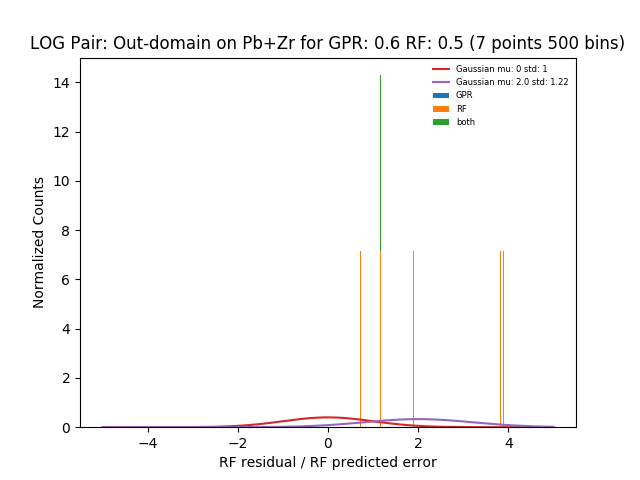 LOG Pair: Out-domain on Pb+Zr for GPR: 0.6 RF: 0.5 (7 points 500 bins)
Gaussian mu: 0 std: 1
Gaussian mu: 2.0 std: 1.22
GPR
RF
both
14
12
10
8
6
4
2
0
Normalized Counts
−4
−2
0
2
4
RF residual / RF predicted error